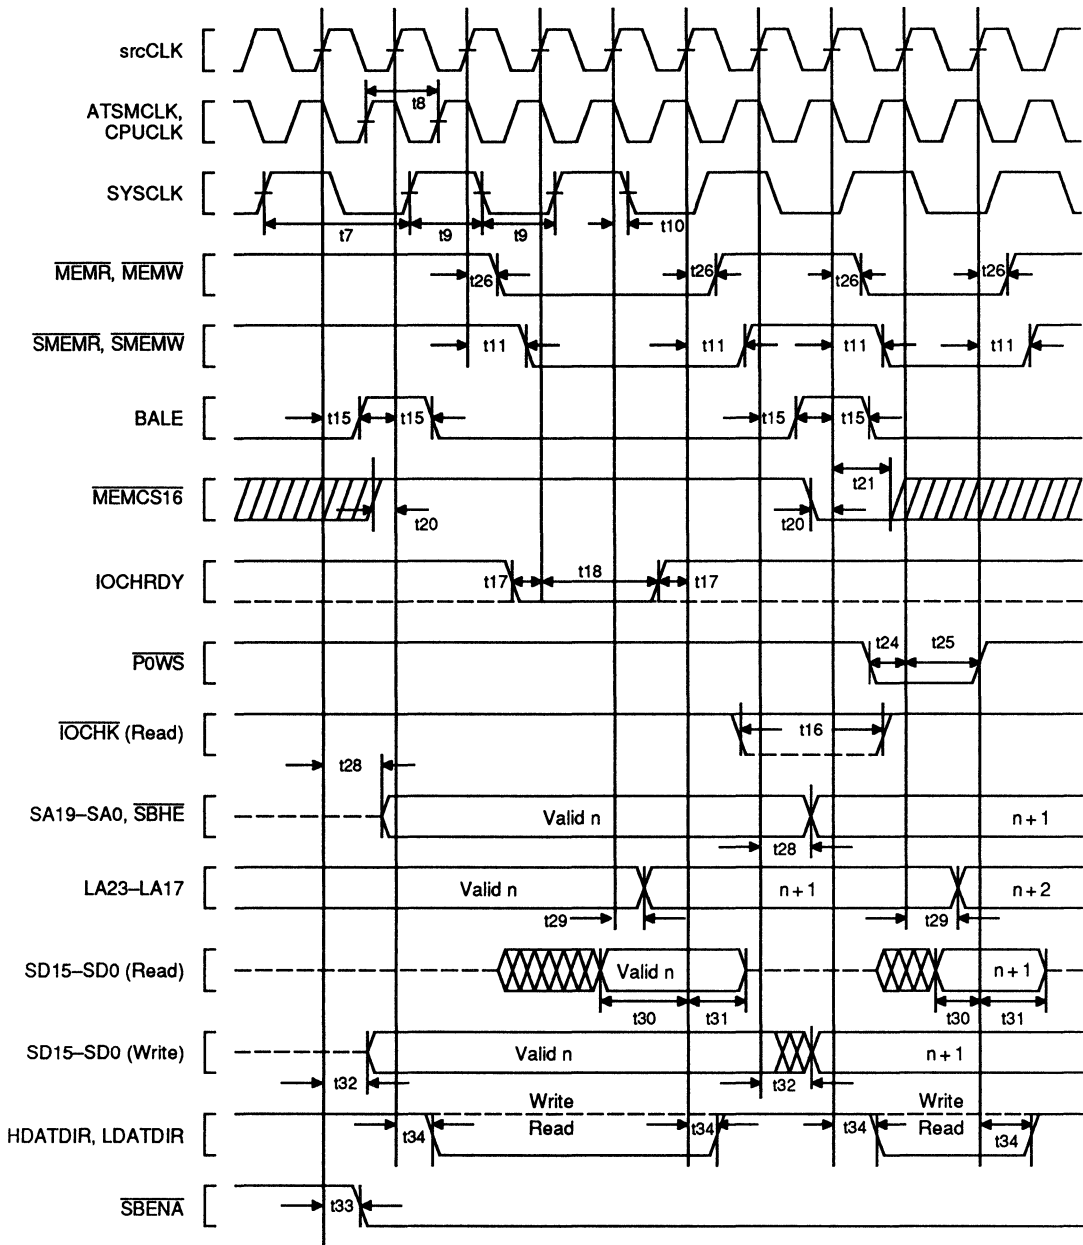 srcCLK
ATSMCLK,
CPUCLK
t8
SYSCLK
t7 t9 t9 t10
MEMR, MEMW
t26 t26 t26 t26
SMEMR, SMEMW
t11 t11 t11 t11
BALE
t15 t15 t15 t15
MEMCS16
t20 t20 t21
IOCHRDY
t17 t18 t17
P0WS
t24 t25
IOCHK (Read)
t16
t28
SA19–SA0, SBHE
Valid n n + 1
t28
LA23–LA17
Valid n n + 1 n + 2
t29 t29
SD15–SD0 (Read)
Valid n n + 1
t30 t31 t30 t31
SD15–SD0 (Write)
Valid n n + 1
t32 t32
Write Write
HDATDIR, LDATDIR
t34 Read t34 t34 Read t34
SBENA
t33